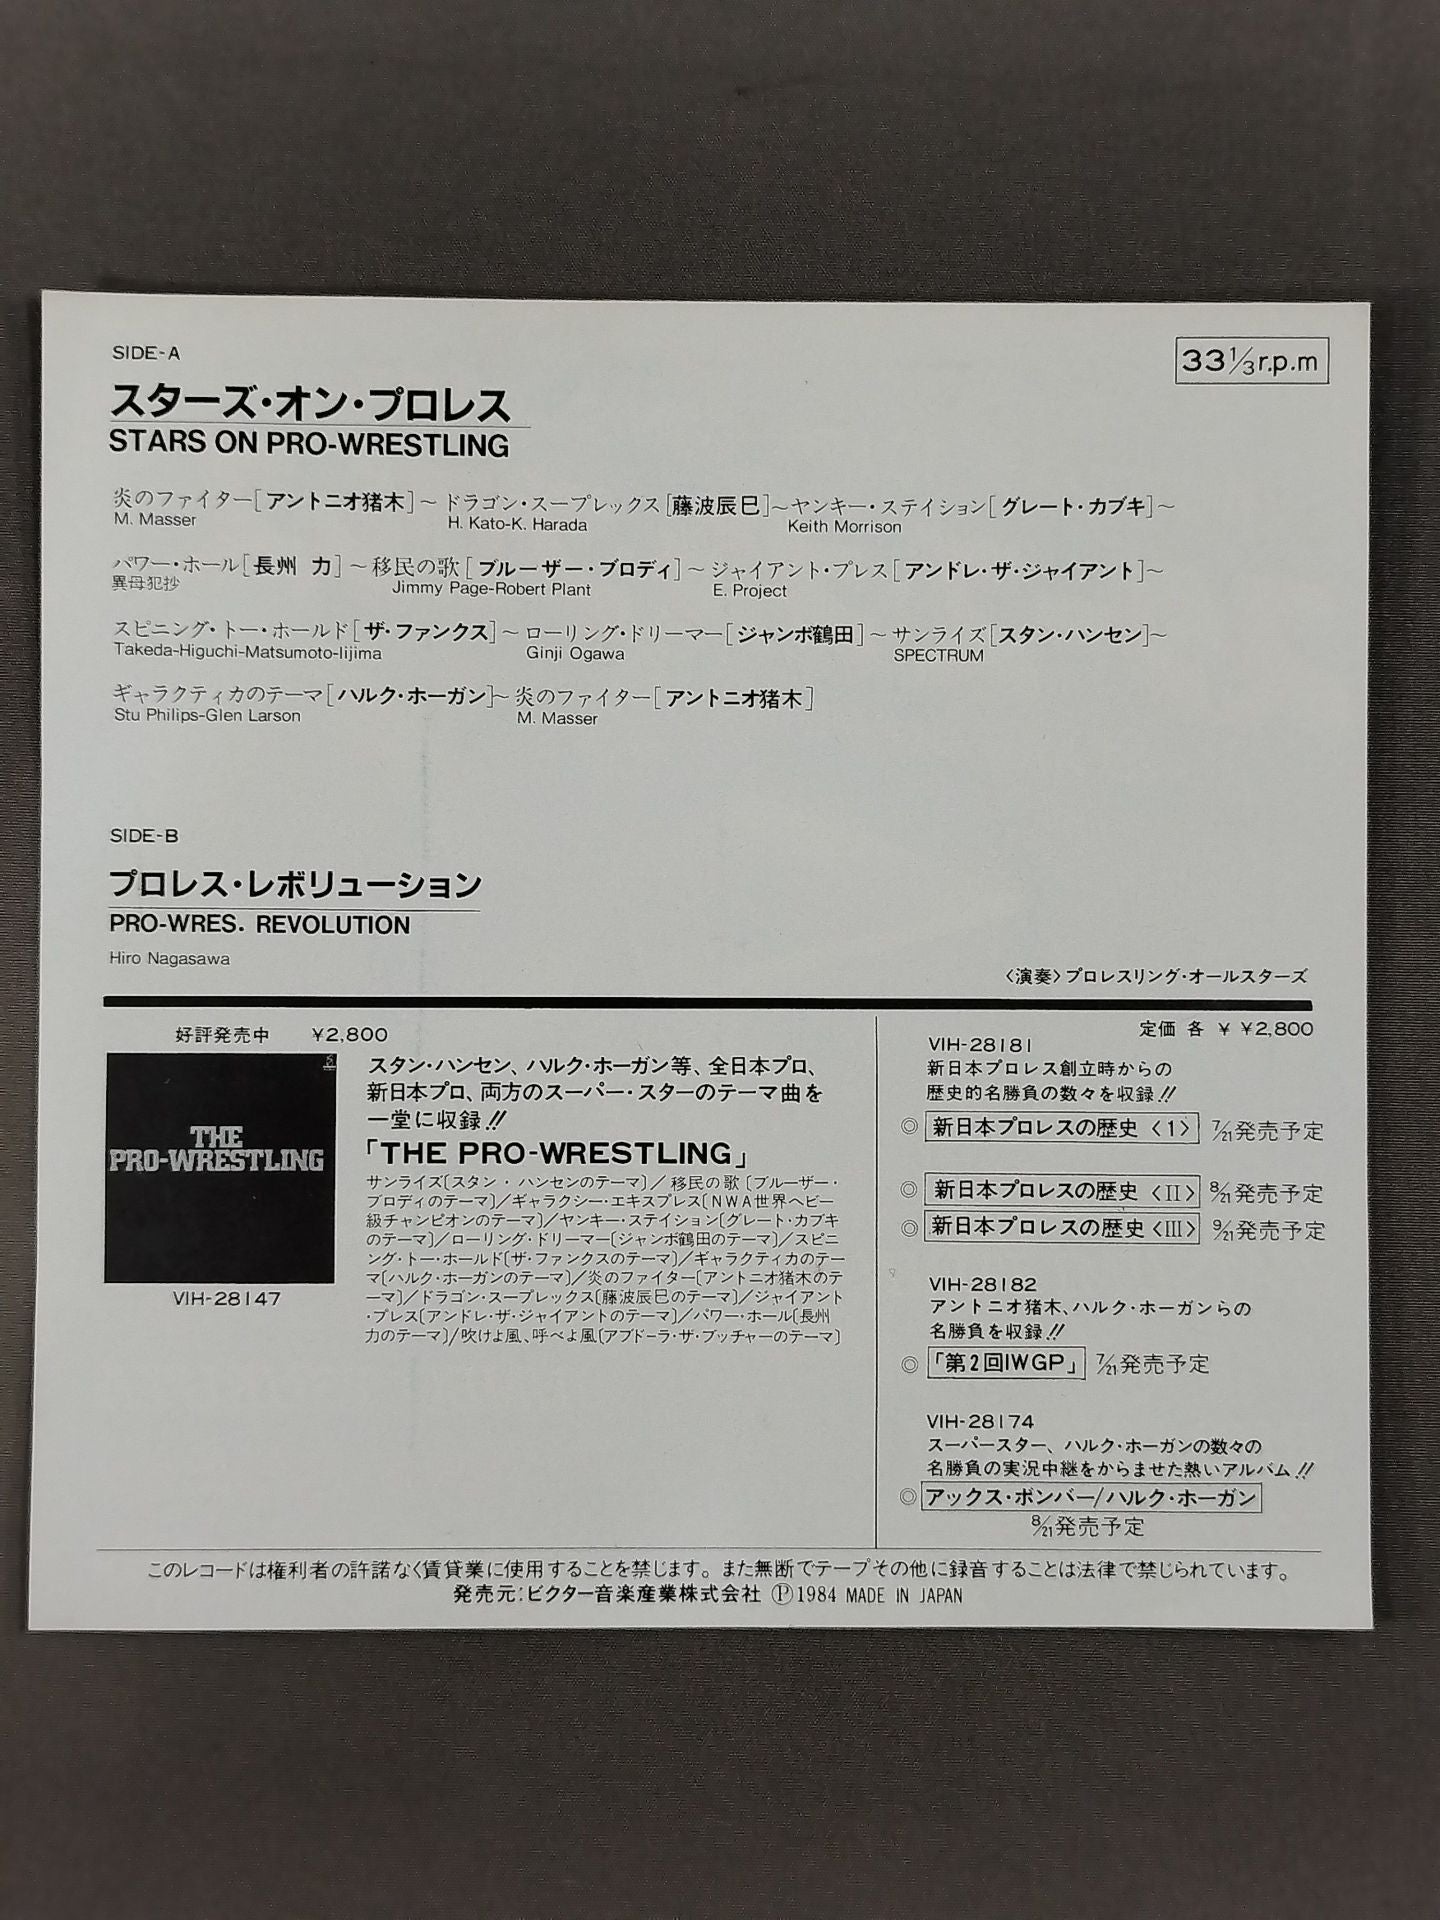 SIDE-A
33⅓r.p.m
スターズ・オン・プロレス
STARS ON PRO-WRESTLING
炎のファイター[アントニオ猪木]～ドラゴン・スープレックス[藤波辰巳]～ヤンキー・ステイション[グレート・カブキ]～
M. Masser H. Kato-K. Harada Keith Morrison
パワー・ホール[長州 力]～移民の歌[ブルーザー・ブロディ]～ジャイアント・プレス[アンドレ・ザ・ジャイアント]～
異母犯抄 Jimmy Page-Robert Plant E. Project
スピニング・トー・ホールド[ザ・ファンクス]～ローリング・ドリーマー[ジャンボ鶴田]～サンライズ[スタン・ハンセン]～
Takeda-Higuchi-Matsumoto-Iijima Ginji Ogawa SPECTRUM
ギャラクティカのテーマ[ハルク・ホーガン]～炎のファイター[アントニオ猪木]
Stu Philips-Glen Larson M. Masser
SIDE-B
プロレス・レボリューション
PRO-WRES. REVOLUTION
Hiro Nagasawa
〈演奏〉プロレスリング・オールスターズ
好評発売中 ¥2,800
THE
PRO-WRESTLING
VIH-28147
スタン・ハンセン、ハルク・ホーガン等、全日本プロ、
新日本プロ、両方のスーパー・スターのテーマ曲を
一堂に収録!!
「THE PRO-WRESTLING」
サンライズ[スタン・ハンセンのテーマ]／移民の歌[ブルーザー・
ブロディのテーマ]／ギャラクシー・エキスプレス[NWA世界ヘビー
級チャンピオンのテーマ]／ヤンキー・ステイション[グレート・カブキ
のテーマ]／ローリング・ドリーマー[ジャンボ鶴田のテーマ]／スピニ
ング・トー・ホールド[ザ・ファンクスのテーマ]／ギャラクティカのテー
マ[ハルク・ホーガンのテーマ]／炎のファイター[アントニオ猪木のテ
ーマ]／ドラゴン・スープレックス[藤波辰巳のテーマ]／ジャイアント
・プレス[アンドレ・ザ・ジャイアントのテーマ]／パワー・ホール[長州
力のテーマ]／吹けよ風、呼べよ風[アブドーラ・ザ・ブッチャーのテーマ]
定価 各 ¥ ¥2,800
VIH-28181
新日本プロレス創立時からの
歴史的名勝負の数々を収録!!
◎ 新日本プロレスの歴史〈1〉 7/21発売予定
◎ 新日本プロレスの歴史〈II〉 8/21発売予定
◎ 新日本プロレスの歴史〈III〉 9/21発売予定
VIH-28182
アントニオ猪木、ハルク・ホーガンらの
名勝負を収録!!
◎ 「第2回IWGP」 7/21発売予定
VIH-28174
スーパースター、ハルク・ホーガンの数々の
名勝負の実況中継をからませた熱いアルバム!!
◎ アックス・ボンバー/ハルク・ホーガン
8/21発売予定
このレコードは権利者の許諾なく賃貸業に使用することを禁じます。また無断でテープその他に録音することは法律で禁じられています。
発売元:ビクター音楽産業株式会社 Ⓟ1984 MADE IN JAPAN